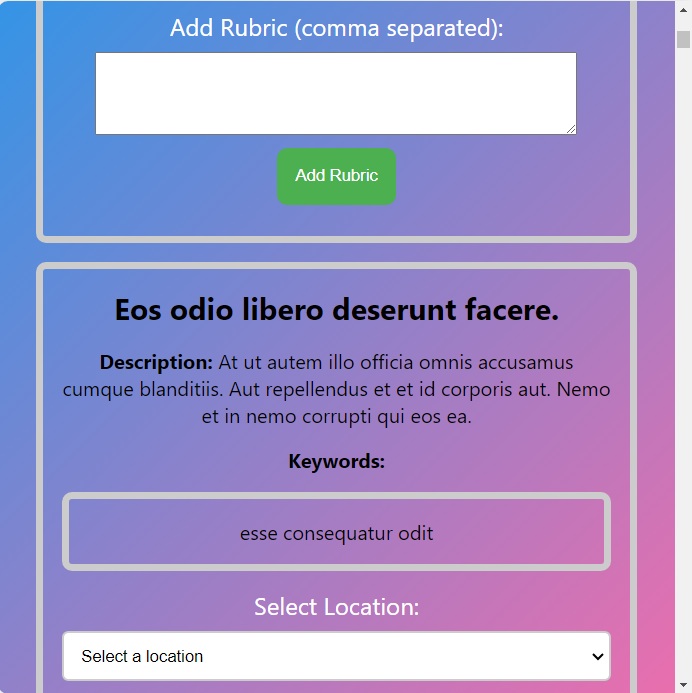 Add Rubric (comma separated):
Add Rubric
Eos odio libero deserunt facere.
Description: At ut autem illo officia omnis accusamus
cumque blanditiis. Aut repellendus et et id corporis aut. Nemo
et in nemo corrupti qui eos ea.
Keywords:
esse consequatur odit
Select Location:
Select a location